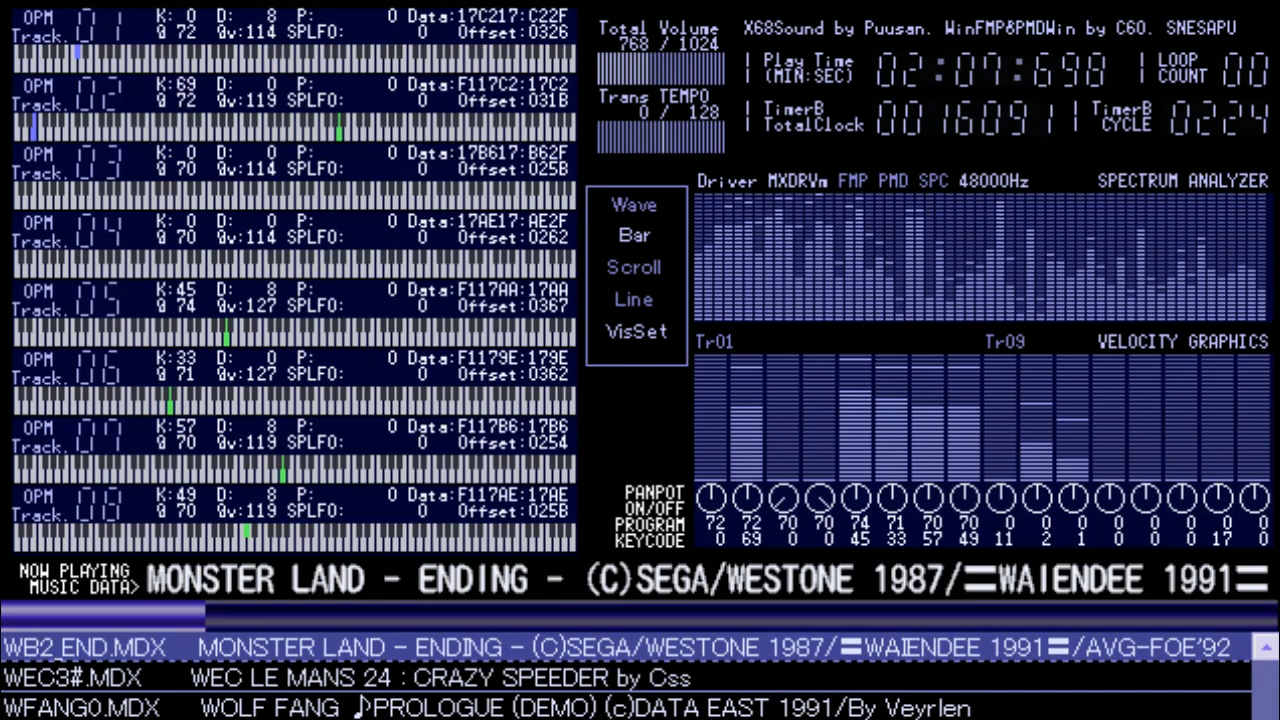 OPM Track. 01 K: 0 D: 8 P: 0 Data:17C217:C22F
@ 72 @v:114 SPLFO: 0 Offset:0326
OPM Track. 02 K:69 D: 0 P: 0 Data:F117C2:17C2
@ 72 @v:119 SPLFO: 0 Offset:031B
OPM Track. 03 K: 0 D: 0 P: 0 Data:17B617:B62F
@ 70 @v:114 SPLFO: 0 Offset:025B
OPM Track. 04 K: 0 D: 0 P: 0 Data:17AE17:AE2F
@ 70 @v:114 SPLFO: 0 Offset:0262
OPM Track. 05 K:45 D: 8 P: 0 Data:F117AA:17AA
@ 74 @v:127 SPLFO: 0 Offset:0367
OPM Track. 06 K:33 D: 0 P: 0 Data:F1179E:179E
@ 71 @v:127 SPLFO: 0 Offset:0362
OPM Track. 07 K:57 D: 0 P: 0 Data:F117B6:17B6
@ 70 @v:119 SPLFO: 0 Offset:0254
OPM Track. 08 K:49 D: 8 P: 0 Data:F117AE:17AE
@ 70 @v:119 SPLFO: 0 Offset:025B
Total Volume
768 / 1024
Trans TEMPO
0 / 128
X68Sound by Puusan. WinFMP&PMDWin by C60. SNESAPU
Play Time (MIN:SEC) 02:07:698 LOOP COUNT 00
TimerB TotalClock 0016091 TimerB CYCLE 0224
Driver MXDRVm FMP PMD SPC 48000Hz SPECTRUM ANALYZER
Wave
Bar
Scroll
Line
VisSet
Tr01 Tr09 VELOCITY GRAPHICS
PANPOT
ON/OFF
PROGRAM 72 72 70 70 74 71 70 70 0 0 0 0 0 0 0 0
KEYCODE 0 69 0 0 45 33 57 49 11 2 1 0 0 0 17 0
NOW PLAYING MUSIC DATA> MONSTER LAND - ENDING - (C)SEGA/WESTONE 1987/〓WAIENDEE 1991〓
WB2_END.MDX MONSTER LAND - ENDING - (C)SEGA/WESTONE 1987/〓WAIENDEE 1991〓/AVG-FOE'92
WEC3#.MDX WEC LE MANS 24 : CRAZY SPEEDER by Css
WFANG0.MDX WOLF FANG ♪PROLOGUE (DEMO) (c)DATA EAST 1991/By Veyrlen